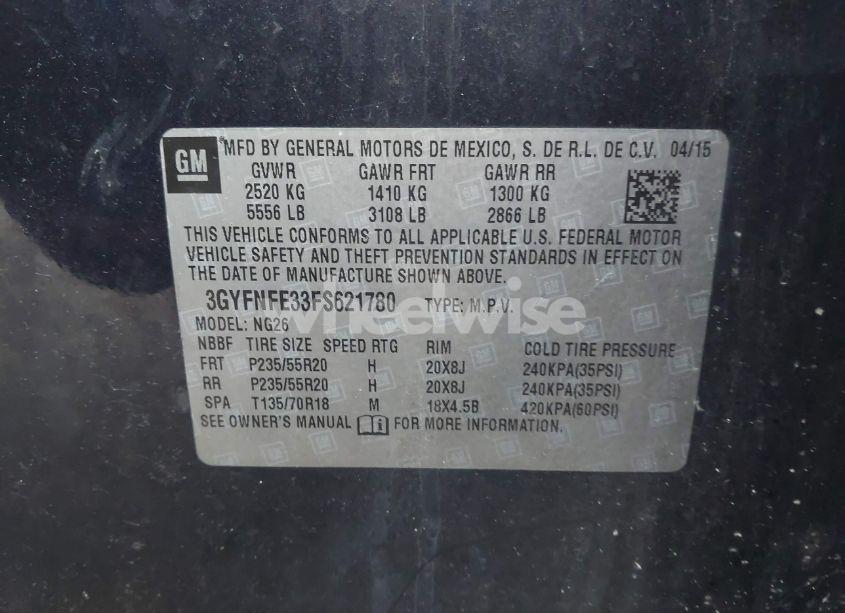 GM
MFD BY GENERAL MOTORS DE MEXICO, S. DE R.L. DE C.V. 04/15
GVWR GAWR FRT GAWR RR
2520 KG 1410 KG 1300 KG
5556 LB 3108 LB 2866 LB
THIS VEHICLE CONFORMS TO ALL APPLICABLE U.S. FEDERAL MOTOR
VEHICLE SAFETY AND THEFT PREVENTION STANDARDS IN EFFECT ON
THE DATE OF MANUFACTURE SHOWN ABOVE.
3GYFNFE33FS621780 TYPE: M.P.V.
wheelwise
MODEL: NG26
NBBF TIRE SIZE SPEED RTG RIM COLD TIRE PRESSURE
FRT P235/55R20 H 20X8J 240KPA(35PSI)
RR P235/55R20 H 20X8J 240KPA(35PSI)
SPA T135/70R18 M 18X4.5B 420KPA(60PSI)
SEE OWNER'S MANUAL FOR MORE INFORMATION.